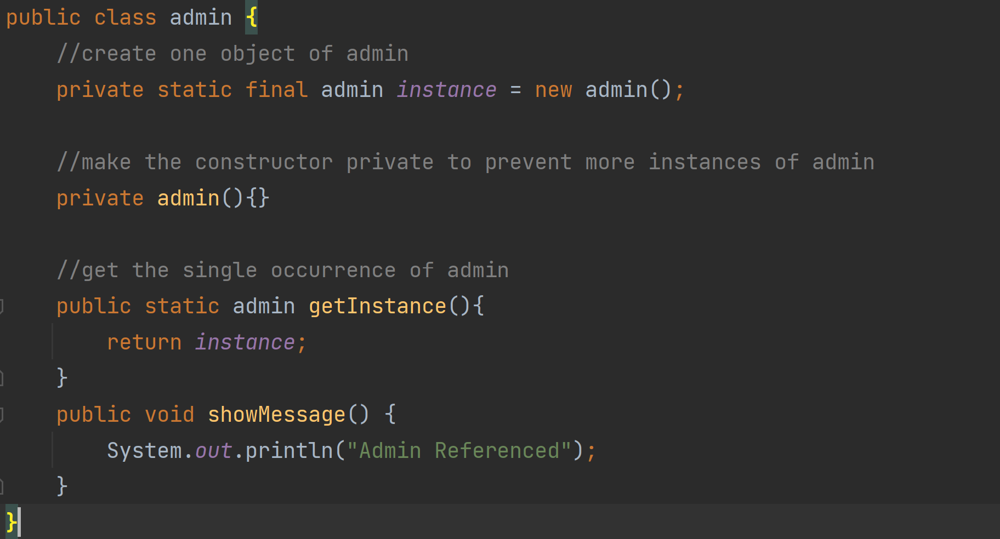 public class admin {
//create one object of admin
private static final admin instance = new admin();
//make the constructor private to prevent more instances of admin
private admin(){}
//get the single occurrence of admin
public static admin getInstance(){
return instance;
}
public void showMessage() {
System.out.println("Admin Referenced");
}
}